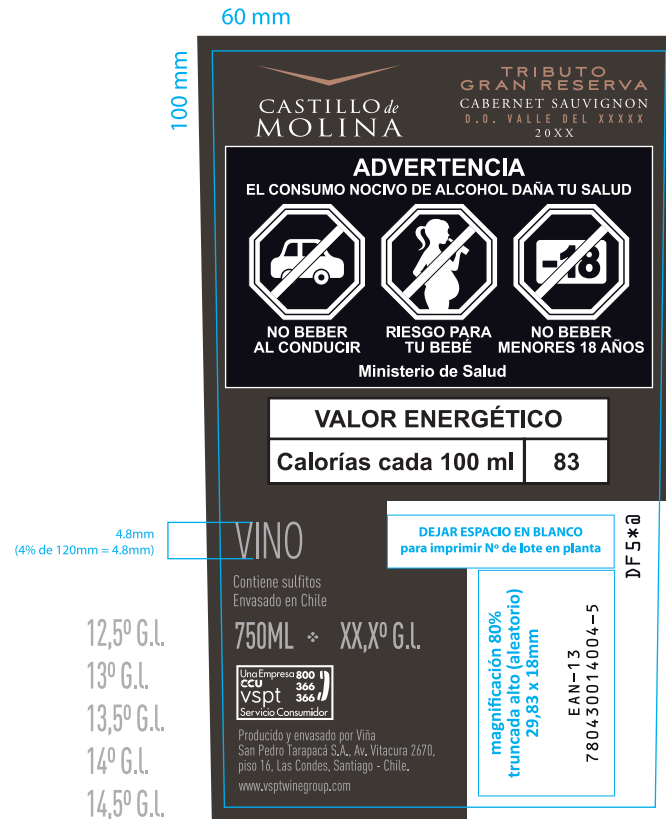 60 mm
100 mm
CASTILLO de
MOLINA
TRIBUTO
GRAN RESERVA
CABERNET SAUVIGNON
D.O. VALLE DEL XXXXX
20XX
ADVERTENCIA
EL CONSUMO NOCIVO DE ALCOHOL DAÑA TU SALUD
-18
NO BEBER
AL CONDUCIR
RIESGO PARA
TU BEBÉ
NO BEBER
MENORES 18 AÑOS
Ministerio de Salud
VALOR ENERGÉTICO
Calorías cada 100 ml 83
4.8mm
(4% de 120mm = 4.8mm)
VINO
DEJAR ESPACIO EN BLANCO
para imprimir Nº de lote en planta
DF5*@
Contiene sulfitos
Envasado en Chile
750ML XX,Xº G.l.
12,5º G.l.
13º G.l.
13,5º G.l.
14º G.l.
14,5º G.l.
Una Empresa 800
CCU 366
vspt 366
Servicio Consumidor
magnificación 80%
truncada alto (aleatorio)
29,83 x 18mm
EAN-13
780430014004-5
Producido y envasado por Viña
San Pedro Tarapacá S.A., Av. Vitacura 2670,
piso 16, Las Condes, Santiago - Chile.
www.vsptwinegroup.com